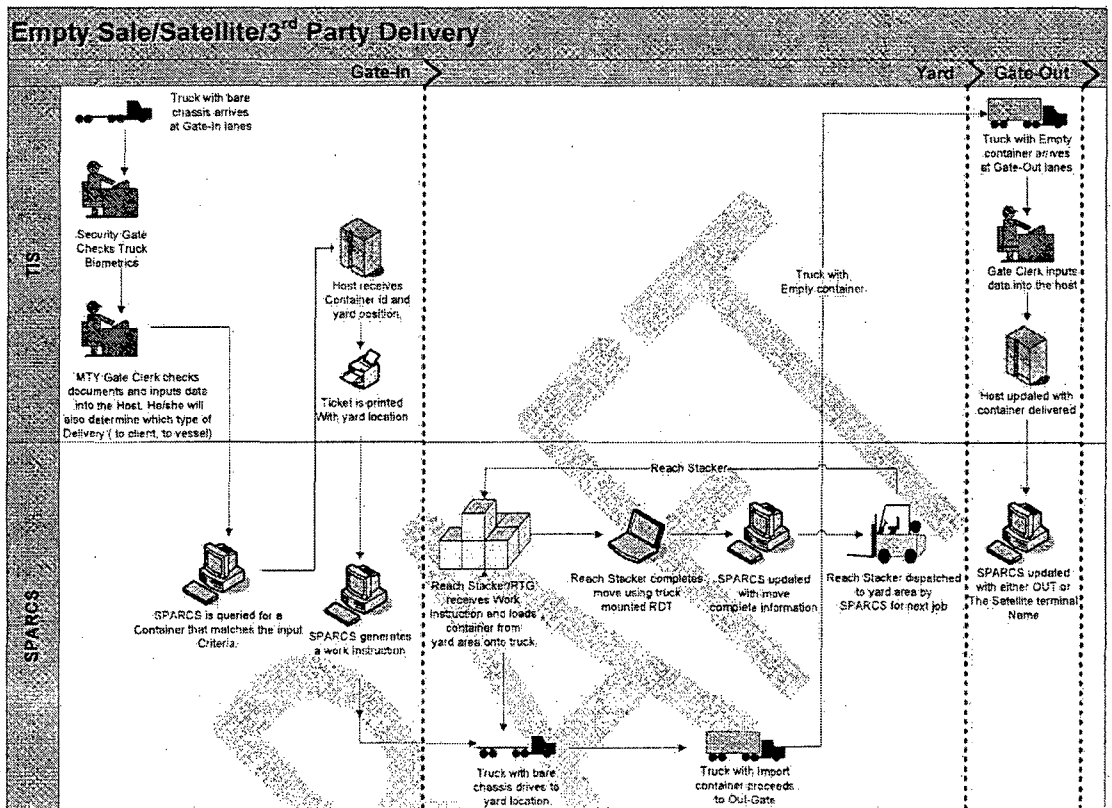 Empty Sale/Satellite/3rd Party Delivery
Gate-In
Yard
Gate-Out
TIS
Truck with bare
chassis arrives
at Gate-In lanes
Security Gate
Checks Truck
Biometrics
MTY Gate Clerk checks
documents and inputs data
into the Host. He/she will
also determine which type of
Delivery ( to client, to vessel)
Host receives
Container id and
yard position
Ticket is printed
With yard location
Truck with
Empty container
Truck with Empty
container arrives
at Gate-Out lanes
Gate Clerk inputs
data into the host
Host updated with
container delivered
SPARCS
SPARCS is queried for a
Container that matches the input
Criteria.
SPARCS generates
a work instruction
Reach Stacker
Reach Stacker/RTG
receives Work
Instruction and loads
container from
yard area onto truck
Reach Stacker completes
move using truck
mounted RDT
SPARCS updated
with move
complete information
Reach Stacker dispatched
to yard area by
SPARCS for next job
SPARCS updated
with either OUT or
The Satellite terminal
Name
Truck with bare
chassis drives to
yard location
Truck with Import
container proceeds
to Out-Gate
DRAFT